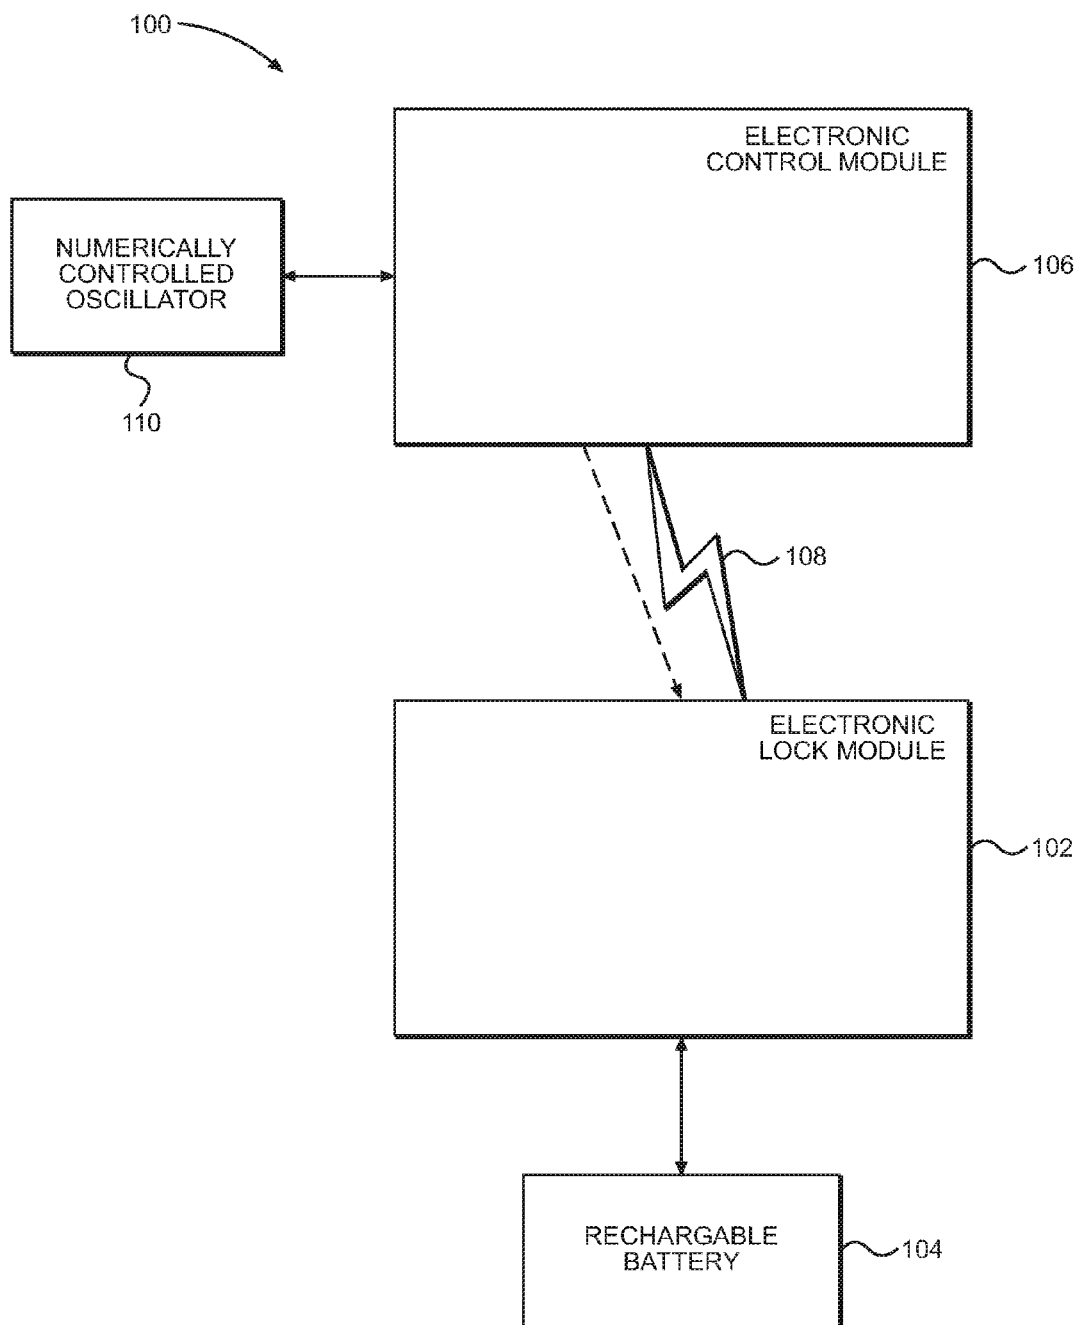 100
ELECTRONIC
CONTROL MODULE
NUMERICALLY
CONTROLLED
OSCILLATOR
106
110
108
ELECTRONIC
LOCK MODULE
102
RECHARGABLE
BATTERY
104